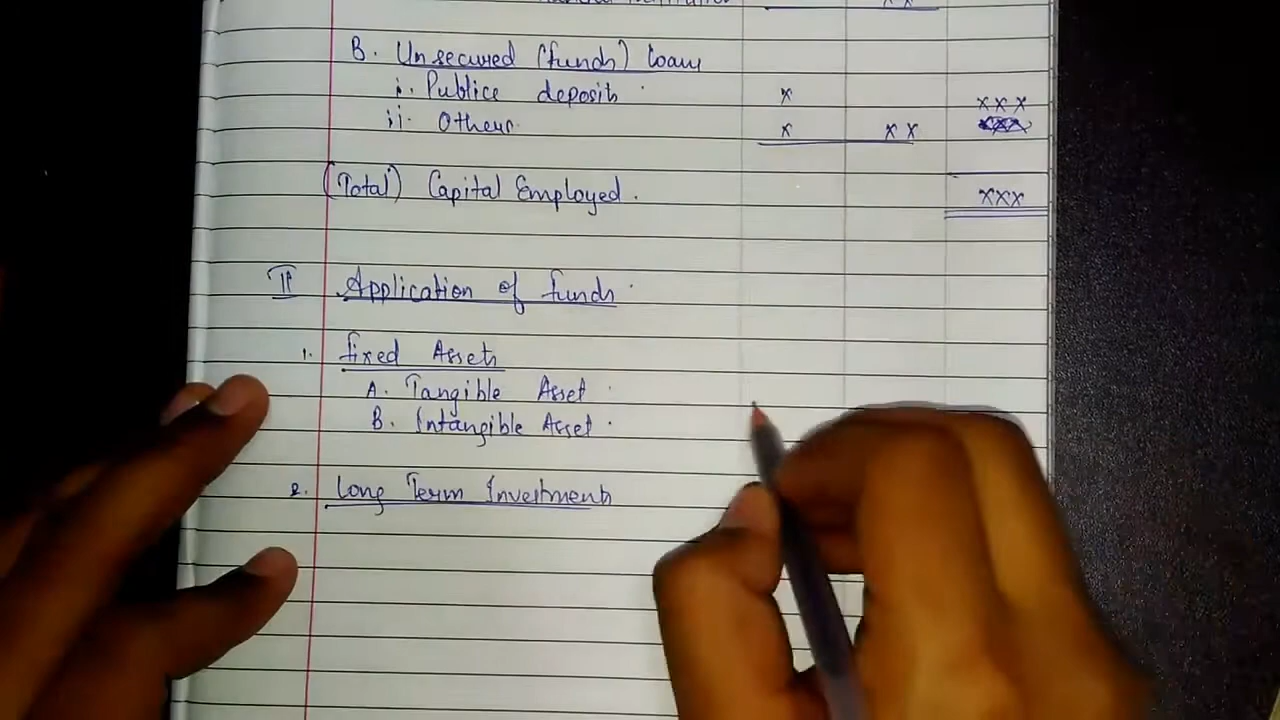 x x
B. Unsecured (funds) Loans
i. Publice deposit x xxx
ii. Others x xx
(Total) Capital Employed. xxx
II Application of funds
1. fixed Assets
A. Tangible Asset
B. Intangible Asset
2. Long Term Investments